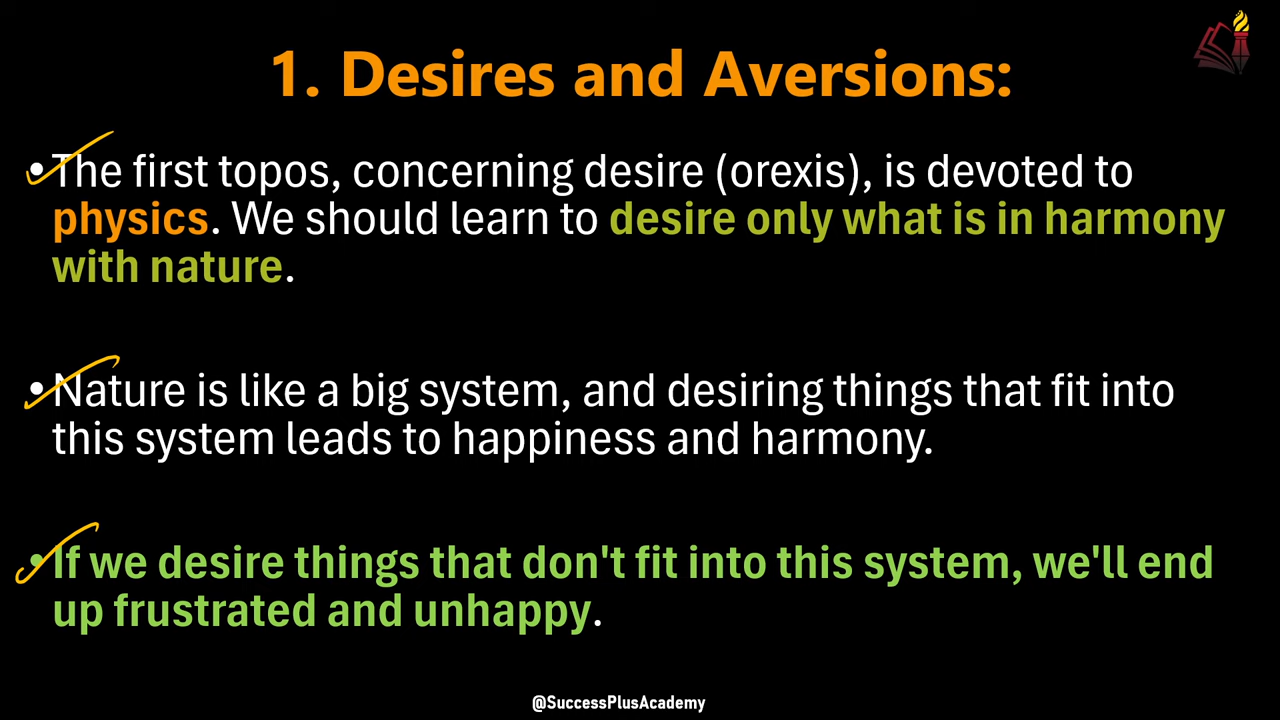 1. Desires and Aversions:
•The first topos, concerning desire (orexis), is devoted to
physics. We should learn to desire only what is in harmony
with nature.
•Nature is like a big system, and desiring things that fit into
this system leads to happiness and harmony.
•If we desire things that don't fit into this system, we'll end
up frustrated and unhappy.
@SuccessPlusAcademy